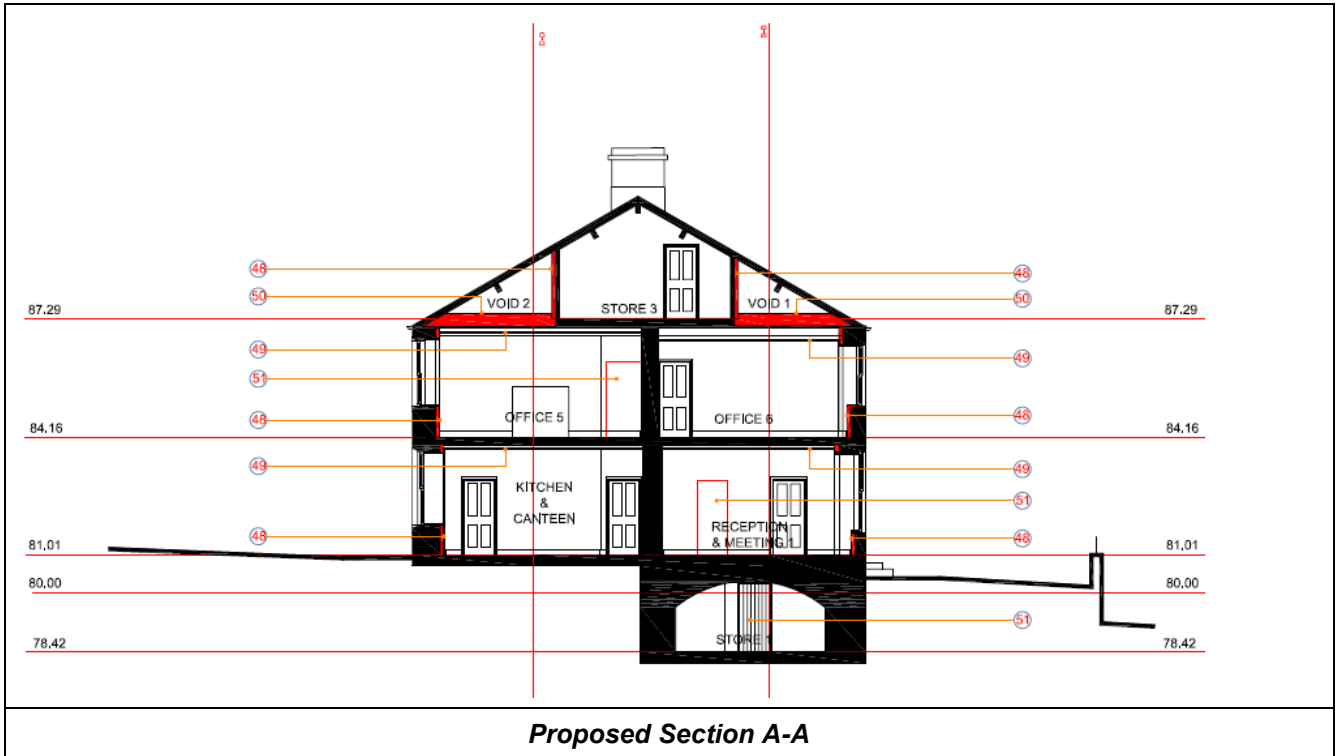 48
48
50
50
VOID 2
VOID 1
STORE 3
87.29
87.29
49
49
51
OFFICE 5
OFFICE 6
48
48
84.16
84.16
49
49
KITCHEN
&
CANTEEN
51
RECEPTION
& MEETING 1
48
48
81.01
81.01
80.00
80.00
51
STORE 1
78.42
78.42
Proposed Section A-A